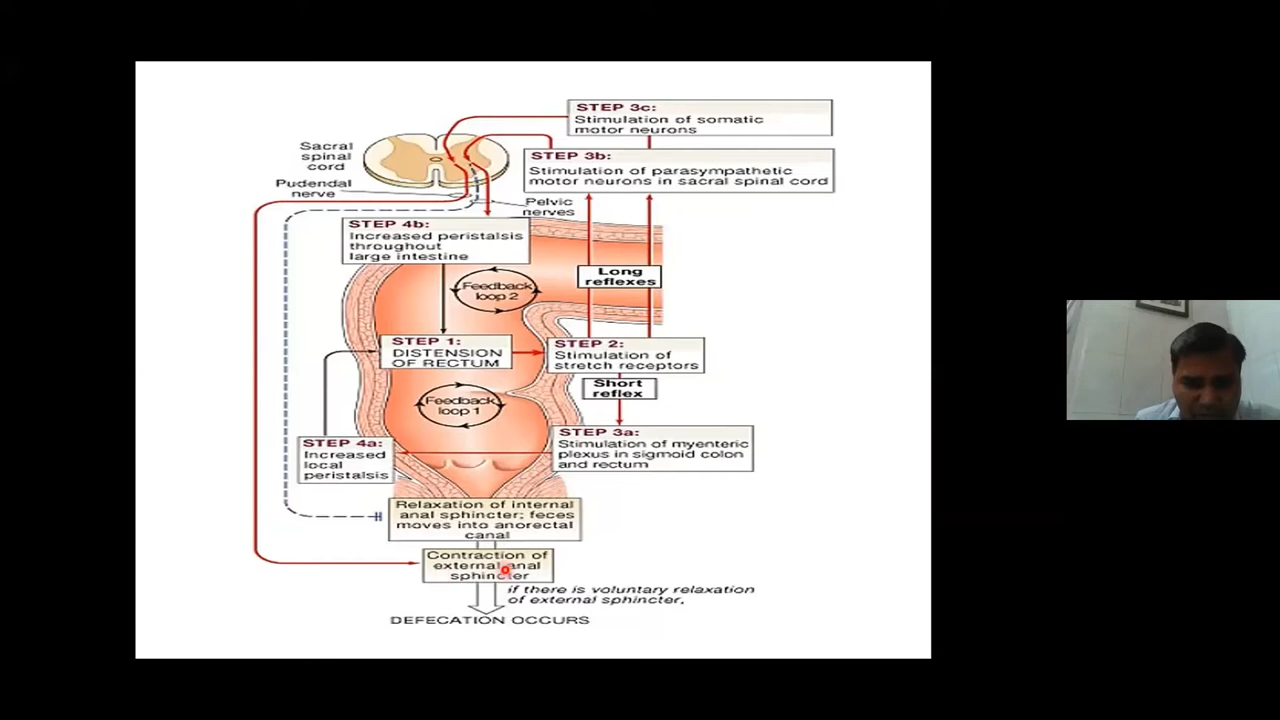 STEP 3c:
Stimulation of somatic
motor neurons
Sacral
spinal
cord
STEP 3b:
Stimulation of parasympathetic
motor neurons in sacral spinal cord
Pudendal
nerve
Pelvic
nerves
STEP 4b:
Increased peristalsis
throughout
large intestine
Long
reflexes
Feedback
loop 2
STEP 1:
DISTENSION
OF RECTUM
STEP 2:
Stimulation of
stretch receptors
Short
reflex
Feedback
loop 1
STEP 4a:
Increased
local
peristalsis
STEP 3a:
Stimulation of myenteric
plexus in sigmoid colon
and rectum
Relaxation of internal
anal sphincter; feces
moves into anorectal
canal
Contraction of
external anal
sphincter
if there is voluntary relaxation
of external sphincter,
DEFECATION OCCURS